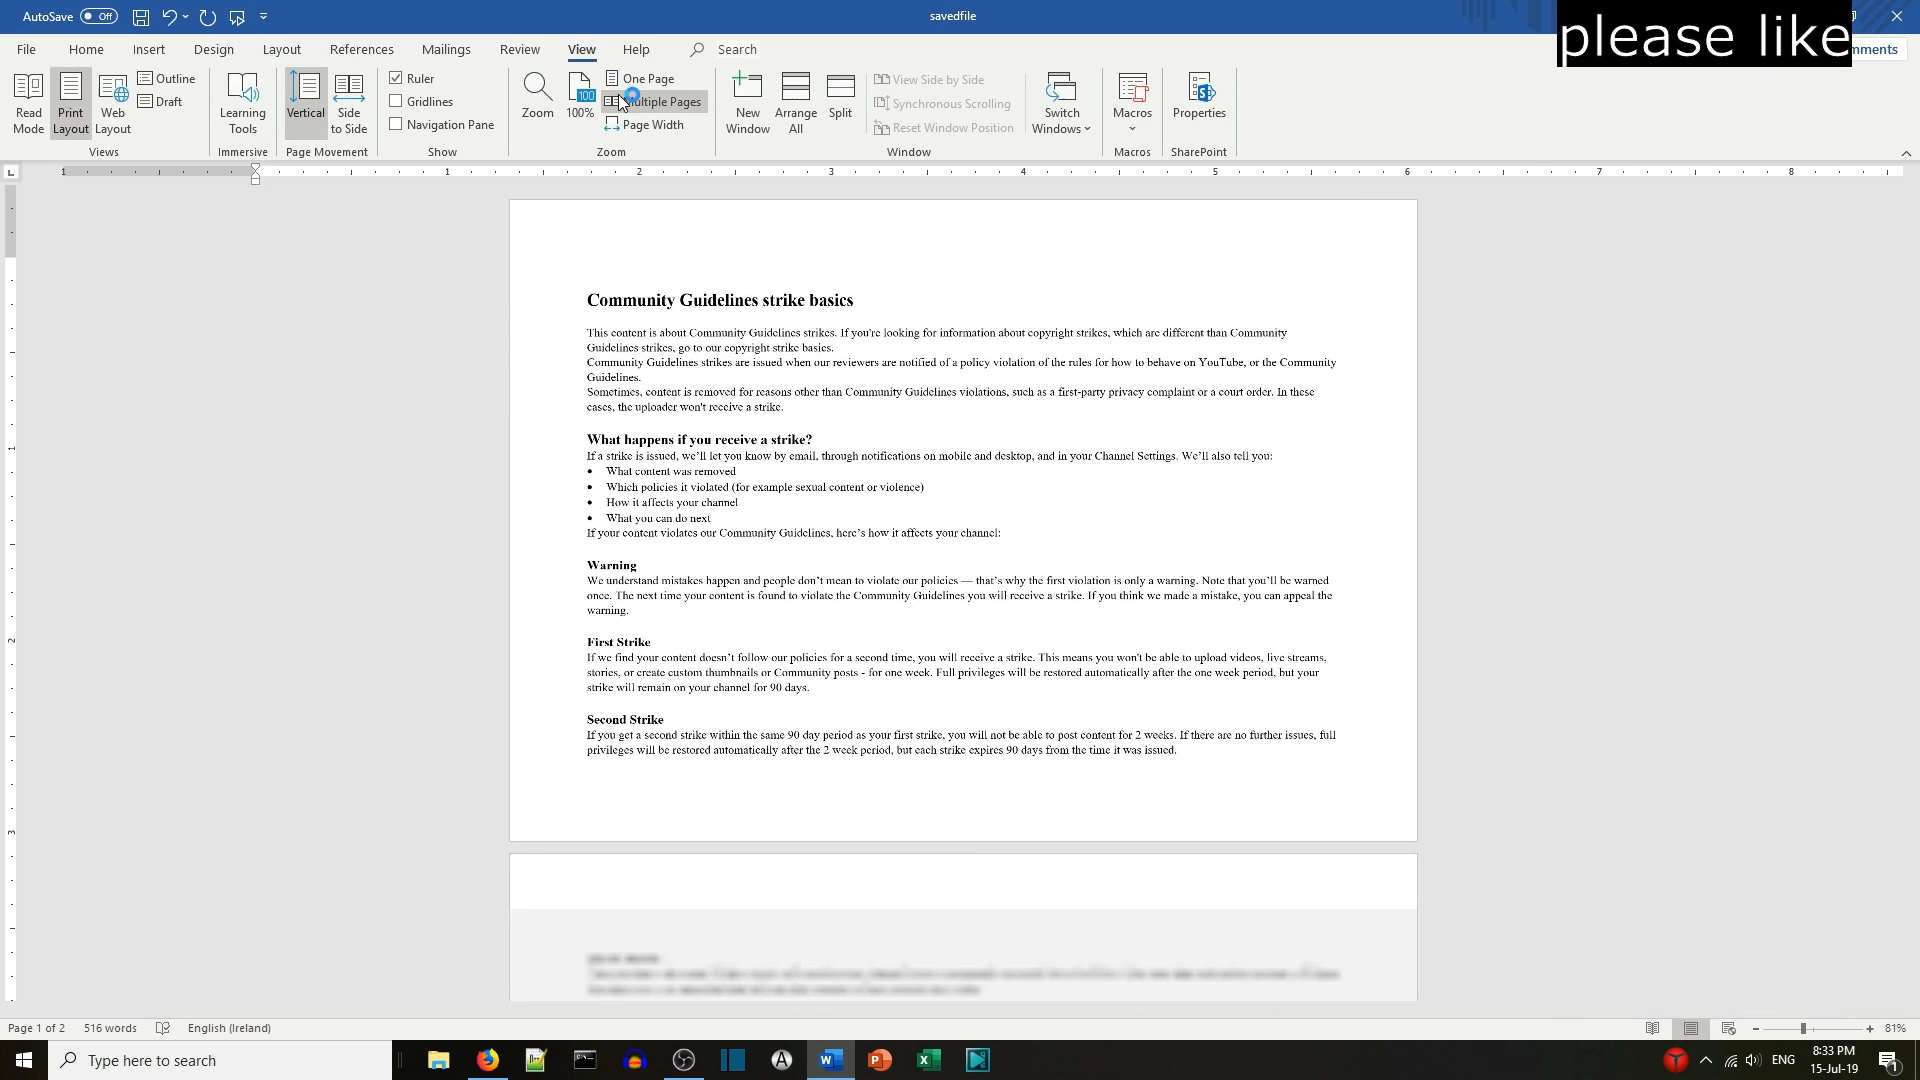 AutoSave Off
savedfile
please like
File Home Insert Design Layout References Mailings Review View Help Search
Read Mode
Print Layout
Web Layout
Outline
Draft
Views
Learning Tools
Immersive
Vertical
Side to Side
Page Movement
Ruler
Gridlines
Navigation Pane
Show
Zoom
100
100%
One Page
Multiple Pages
Page Width
Zoom
New Window
Arrange All
Split
View Side by Side
Synchronous Scrolling
Reset Window Position
Window
Switch Windows
Macros
Macros
Properties
SharePoint
1 1 2 3 4 5 6 7 8
Community Guidelines strike basics
This content is about Community Guidelines strikes. If you're looking for information about copyright strikes, which are different than Community
Guidelines strikes, go to our copyright strike basics.
Community Guidelines strikes are issued when our reviewers are notified of a policy violation of the rules for how to behave on YouTube, or the Community
Guidelines.
Sometimes, content is removed for reasons other than Community Guidelines violations, such as a first-party privacy complaint or a court order. In these
cases, the uploader won't receive a strike.
What happens if you receive a strike?
If a strike is issued, we’ll let you know by email, through notifications on mobile and desktop, and in your Channel Settings. We’ll also tell you:
• What content was removed
• Which policies it violated (for example sexual content or violence)
• How it affects your channel
• What you can do next
If your content violates our Community Guidelines, here’s how it affects your channel:
Warning
We understand mistakes happen and people don’t mean to violate our policies — that’s why the first violation is only a warning. Note that you’ll be warned
once. The next time your content is found to violate the Community Guidelines you will receive a strike. If you think we made a mistake, you can appeal the
warning.
First Strike
If we find your content doesn’t follow our policies for a second time, you will receive a strike. This means you won't be able to upload videos, live streams,
stories, or create custom thumbnails or Community posts - for one week. Full privileges will be restored automatically after the one week period, but your
strike will remain on your channel for 90 days.
Second Strike
If you get a second strike within the same 90 day period as your first strike, you will not be able to post content for 2 weeks. If there are no further issues, full
privileges will be restored automatically after the 2 week period, but each strike expires 90 days from the time it was issued.
Page 1 of 2 516 words English (Ireland) 81%
Type here to search
ENG
8:33 PM
15-Jul-19